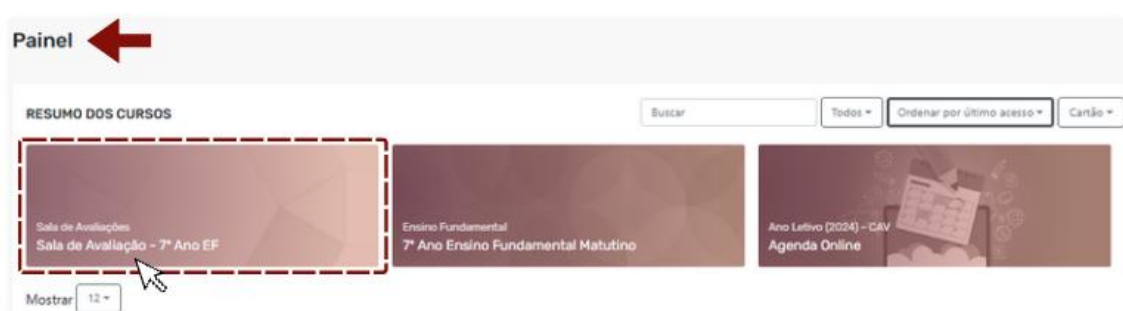 Painel
RESUMO DOS CURSOS
Buscar
Todos
Ordenar por último acesso
Cartão
Sala de Avaliações
Sala de Avaliação - 7º Ano EF
Ensino Fundamental
7º Ano Ensino Fundamental Matutino
Ano Letivo (2024) - CAV
Agenda Online
Mostrar 12